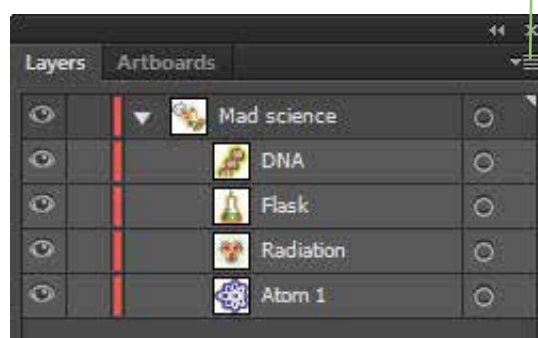 Layers Artboards
Mad science
DNA
Flask
Radiation
Atom 1